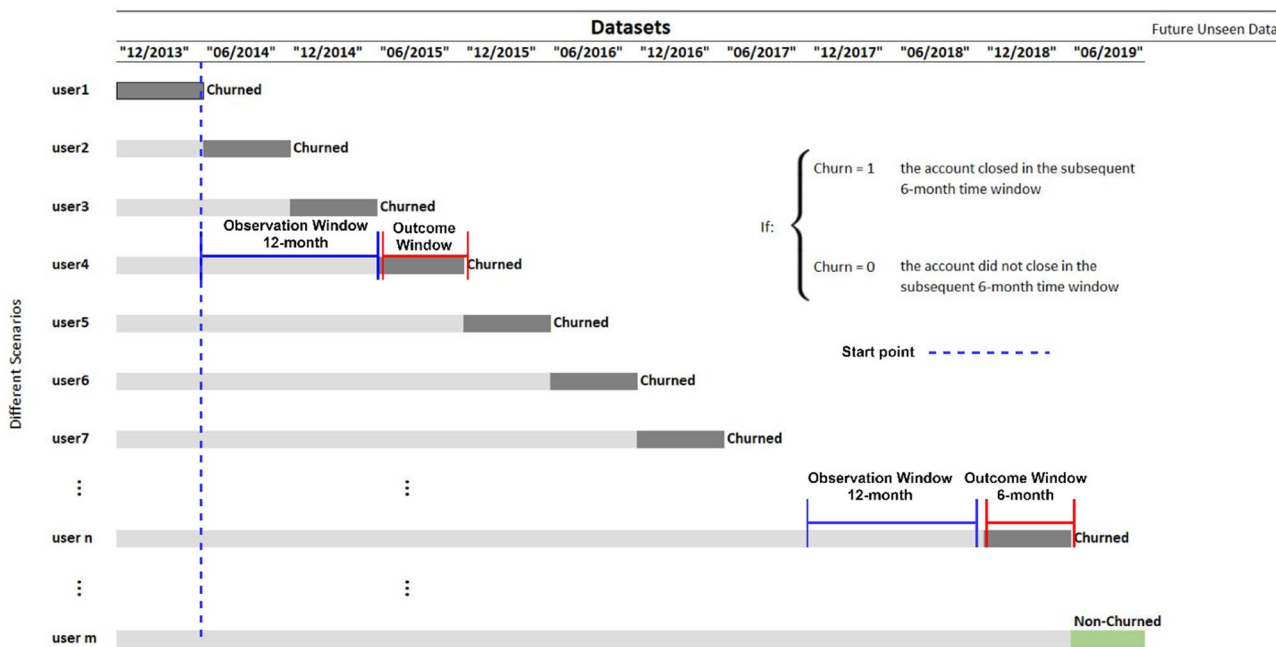 Datasets
Future Unseen Data
"12/2013" "06/2014" "12/2014" "06/2015" "12/2015" "06/2016" "12/2016" "06/2017" "12/2017" "06/2018" "12/2018" "06/2019"
Different Scenarios
user1
Churned
user2
Churned
user3
Churned
Observation Window
12-month
Outcome
Window
user4
Churned
user5
Churned
user6
Churned
user7
Churned
If:
Churn = 1 the account closed in the subsequent
6-month time window
Churn = 0 the account did not close in the
subsequent 6-month time window
Start point
Observation Window
12-month
Outcome Window
6-month
user n
Churned
Non-Churned
user m